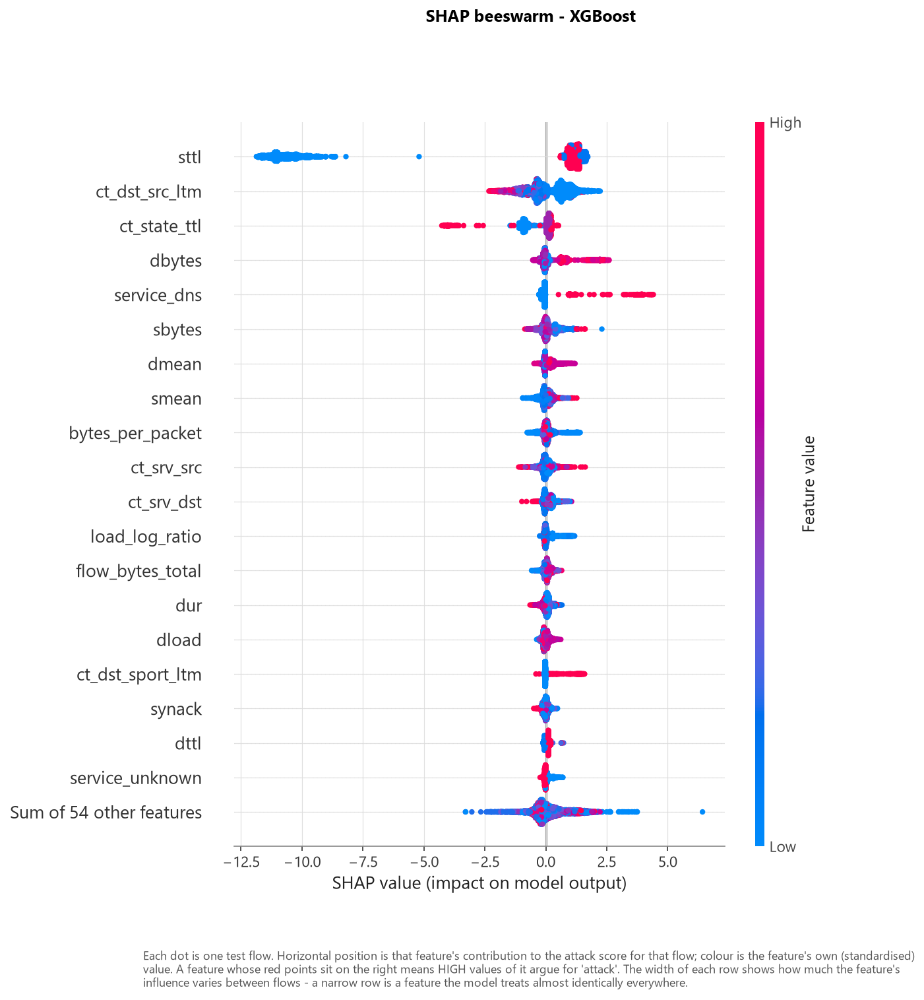 SHAP beeswarm - XGBoost
High
sttl
ct_dst_src_ltm
ct_state_ttl
dbytes
service_dns
sbytes
dmean
smean
bytes_per_packet
ct_srv_src
ct_srv_dst
load_log_ratio
flow_bytes_total
dur
dload
ct_dst_sport_ltm
synack
dttl
service_unknown
Sum of 54 other features
Feature value
Low
−12.5 −10.0 −7.5 −5.0 −2.5 0.0 2.5 5.0
SHAP value (impact on model output)
Each dot is one test flow. Horizontal position is that feature's contribution to the attack score for that flow; colour is the feature's own (standardised)
value. A feature whose red points sit on the right means HIGH values of it argue for 'attack'. The width of each row shows how much the feature's
influence varies between flows - a narrow row is a feature the model treats almost identically everywhere.